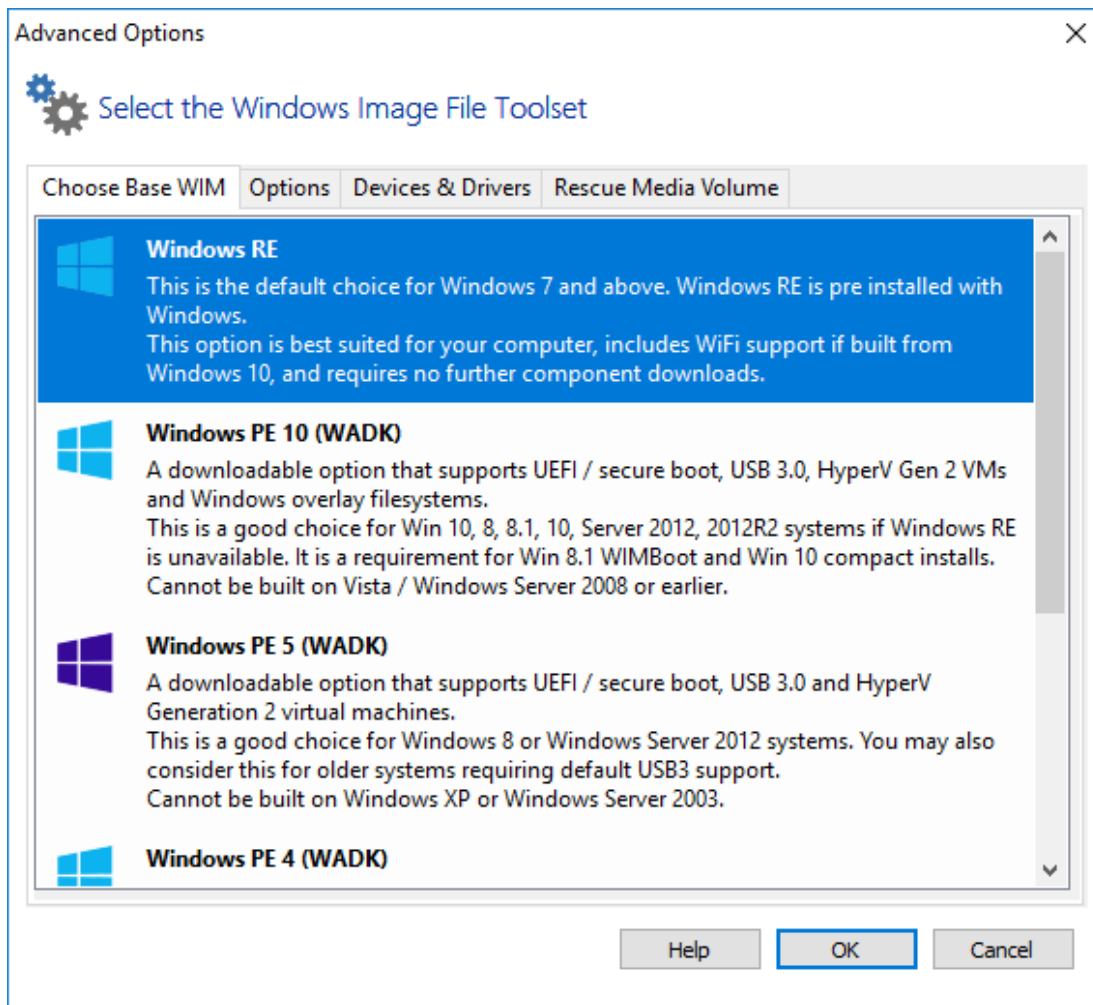 Advanced Options
Select the Windows Image File Toolset
Choose Base WIM
Options
Devices & Drivers
Rescue Media Volume
Windows RE
This is the default choice for Windows 7 and above. Windows RE is pre installed with
Windows.
This option is best suited for your computer, includes WiFi support if built from
Windows 10, and requires no further component downloads.
Windows PE 10 (WADK)
A downloadable option that supports UEFI / secure boot, USB 3.0, HyperV Gen 2 VMs
and Windows overlay filesystems.
This is a good choice for Win 10, 8, 8.1, 10, Server 2012, 2012R2 systems if Windows RE
is unavailable. It is a requirement for Win 8.1 WIMBoot and Win 10 compact installs.
Cannot be built on Vista / Windows Server 2008 or earlier.
Windows PE 5 (WADK)
A downloadable option that supports UEFI / secure boot, USB 3.0 and HyperV
Generation 2 virtual machines.
This is a good choice for Windows 8 or Windows Server 2012 systems. You may also
consider this for older systems requiring default USB3 support.
Cannot be built on Windows XP or Windows Server 2003.
Windows PE 4 (WADK)
Help
OK
Cancel